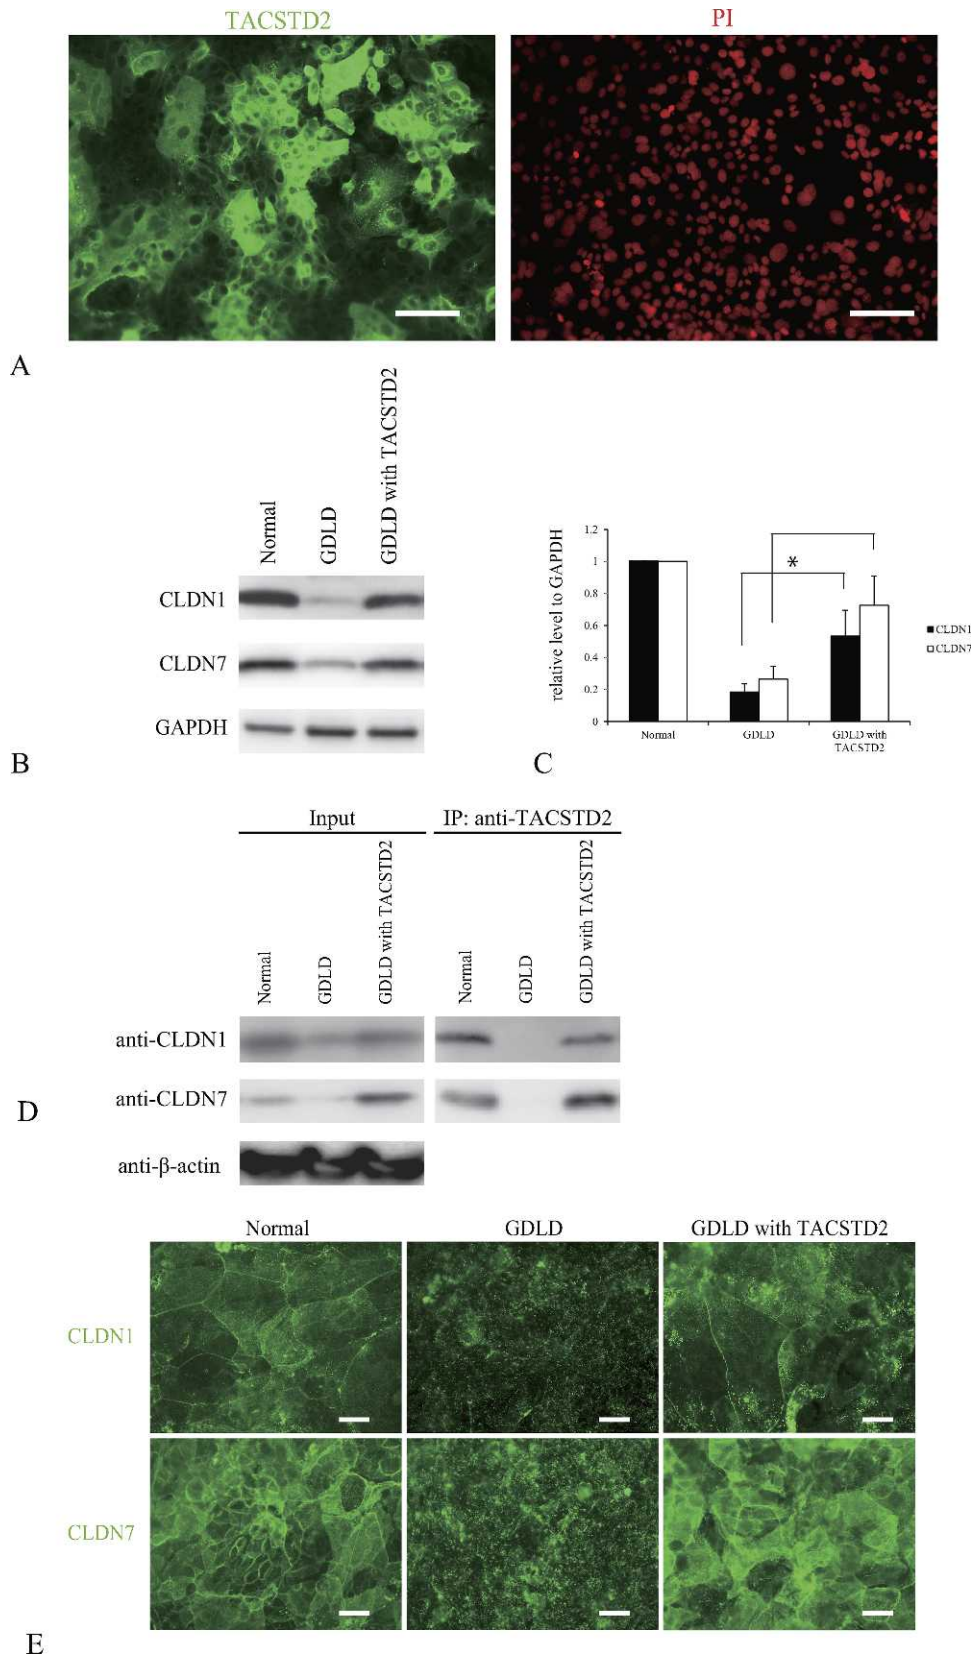 TACSTD2
PI
A
Normal
GDLD
GDLD with TACSTD2
CLDN1
CLDN7
GAPDH
B
relative level to GAPDH
1.2
1
0.8
0.6
0.4
0.2
0
*
Normal
GDLD
GDLD with
TACSTD2
CLDN1
CLDN7
C
Input
IP: anti-TACSTD2
Normal
GDLD
GDLD with TACSTD2
Normal
GDLD
GDLD with TACSTD2
anti-CLDN1
anti-CLDN7
anti-β-actin
D
Normal
GDLD
GDLD with TACSTD2
CLDN1
CLDN7
E